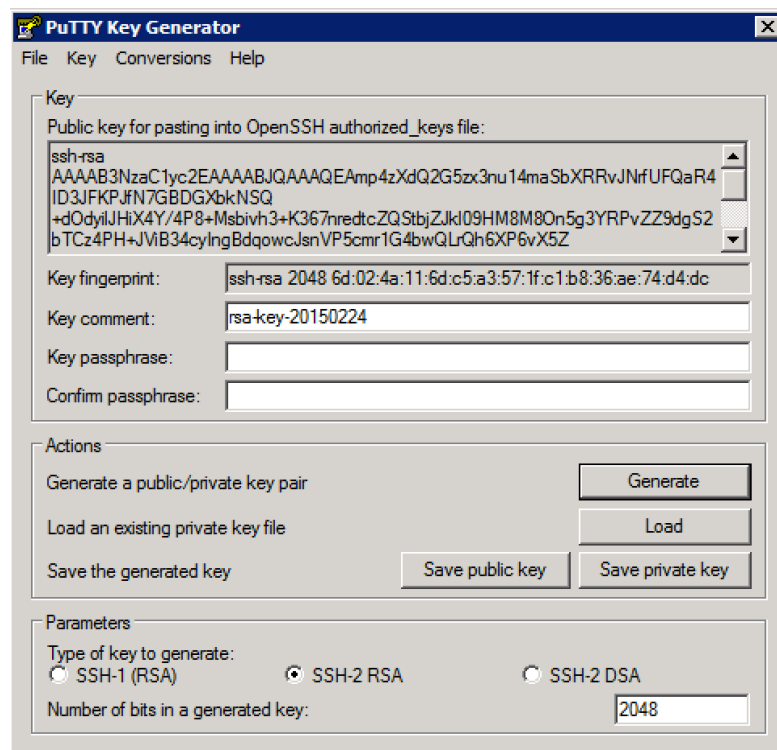 PuTTY Key Generator
File Key Conversions Help
Key
Public key for pasting into OpenSSH authorized_keys file:
ssh-rsa
AAAAB3NzaC1yc2EAAAABJQAAAQEAmp4zXdQ2G5zx3nu14maSbXRRvJNrfUFQaR4
ID3JFKPJfN7GBDGXbkNSQ
+dOdyilJHiX4Y/4P8+Msbivh3+K367nredtcZQStbjZJkl09HM8M8On5g3YRPvZZ9dgS2
bTCz4PH+JViB34cylngBdqowcJsnVP5cmr1G4bwQLrQh6XP6vX5Z
Key fingerprint: ssh-rsa 2048 6d:02:4a:11:6d:c5:a3:57:1f:c1:b8:36:ae:74:d4:dc
Key comment: rsa-key-20150224
Key passphrase:
Confirm passphrase:
Actions
Generate a public/private key pair Generate
Load an existing private key file Load
Save the generated key Save public key Save private key
Parameters
Type of key to generate:
SSH-1 (RSA) SSH-2 RSA SSH-2 DSA
Number of bits in a generated key: 2048